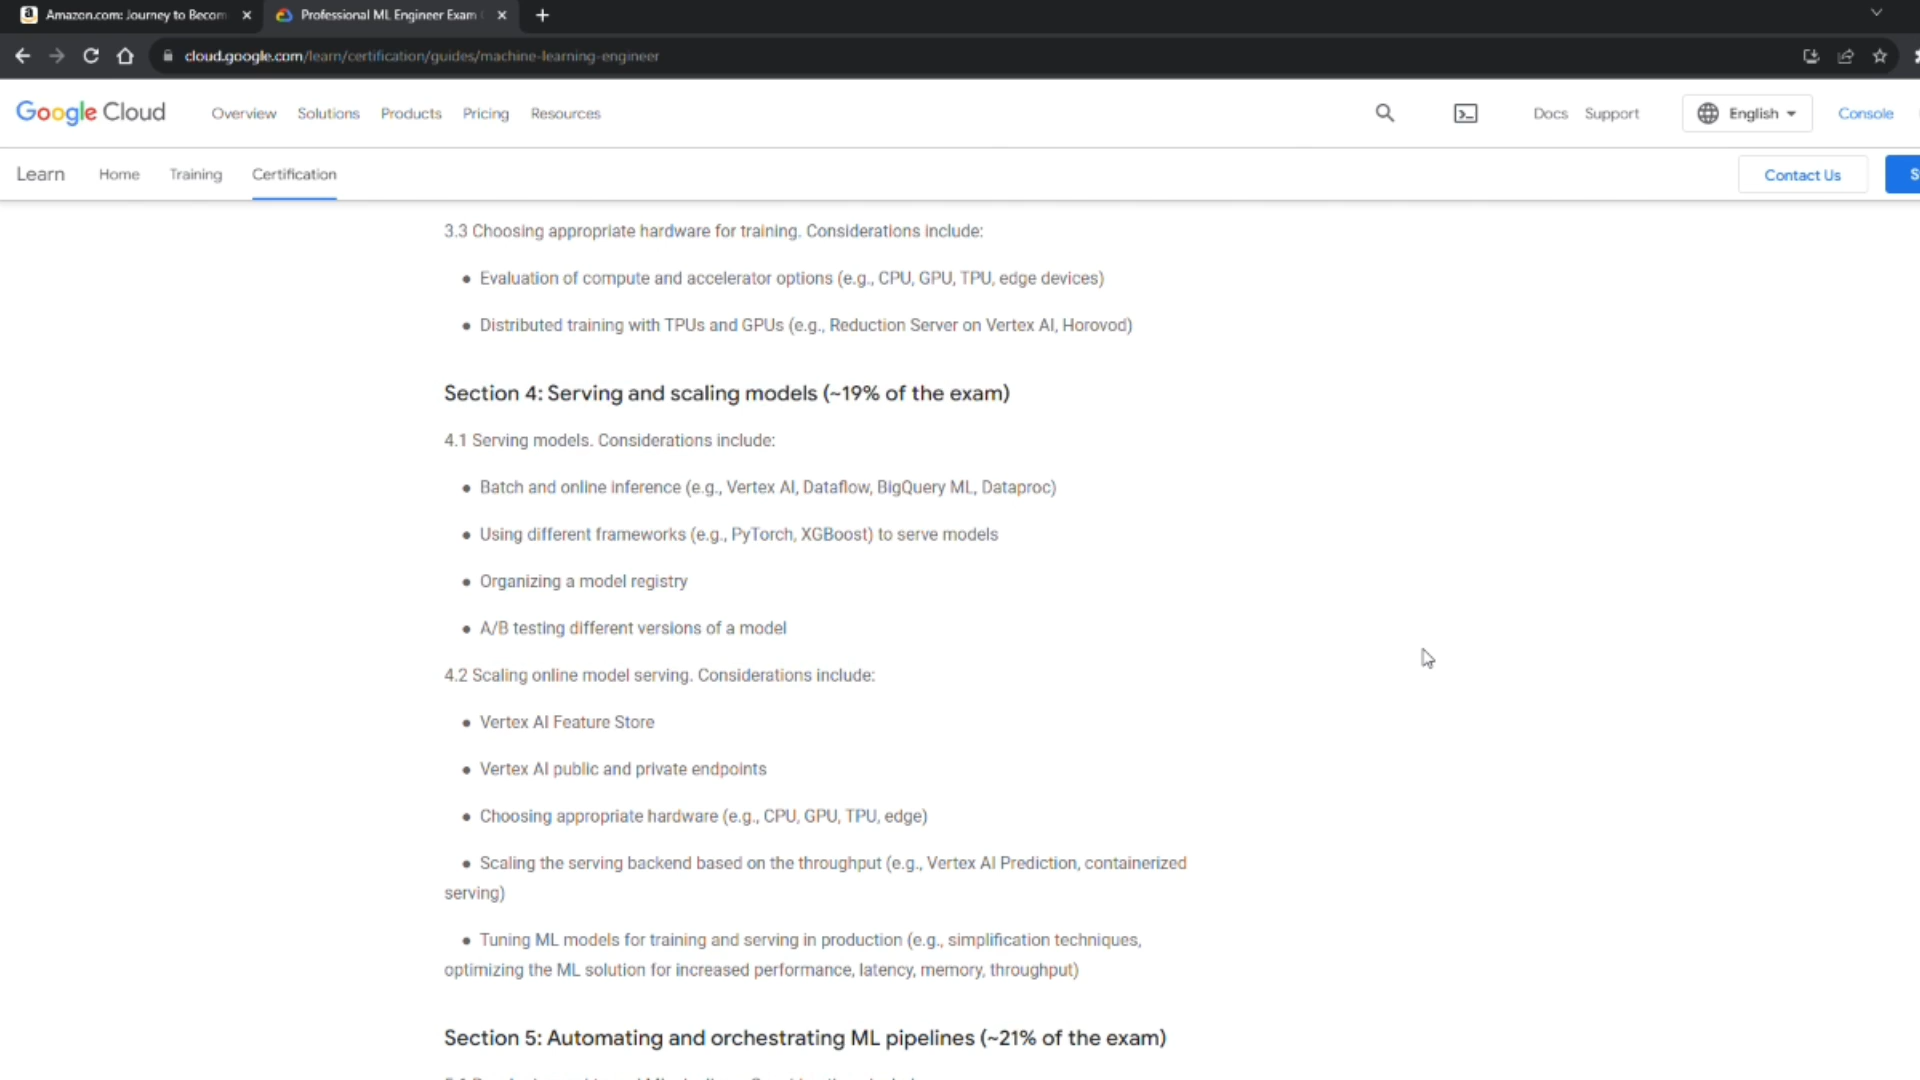 Amazon.com: Journey to Becom
Professional ML Engineer Exam
cloud.google.com/learn/certification/guides/machine-learning-engineer
Google Cloud Overview Solutions Products Pricing Resources Docs Support English Console
Learn Home Training Certification Contact Us
3.3 Choosing appropriate hardware for training. Considerations include:
• Evaluation of compute and accelerator options (e.g., CPU, GPU, TPU, edge devices)
• Distributed training with TPUs and GPUs (e.g., Reduction Server on Vertex AI, Horovod)
Section 4: Serving and scaling models (~19% of the exam)
4.1 Serving models. Considerations include:
• Batch and online inference (e.g., Vertex AI, Dataflow, BigQuery ML, Dataproc)
• Using different frameworks (e.g., PyTorch, XGBoost) to serve models
• Organizing a model registry
• A/B testing different versions of a model
4.2 Scaling online model serving. Considerations include:
• Vertex AI Feature Store
• Vertex AI public and private endpoints
• Choosing appropriate hardware (e.g., CPU, GPU, TPU, edge)
• Scaling the serving backend based on the throughput (e.g., Vertex AI Prediction, containerized
serving)
• Tuning ML models for training and serving in production (e.g., simplification techniques,
optimizing the ML solution for increased performance, latency, memory, throughput)
Section 5: Automating and orchestrating ML pipelines (~21% of the exam)